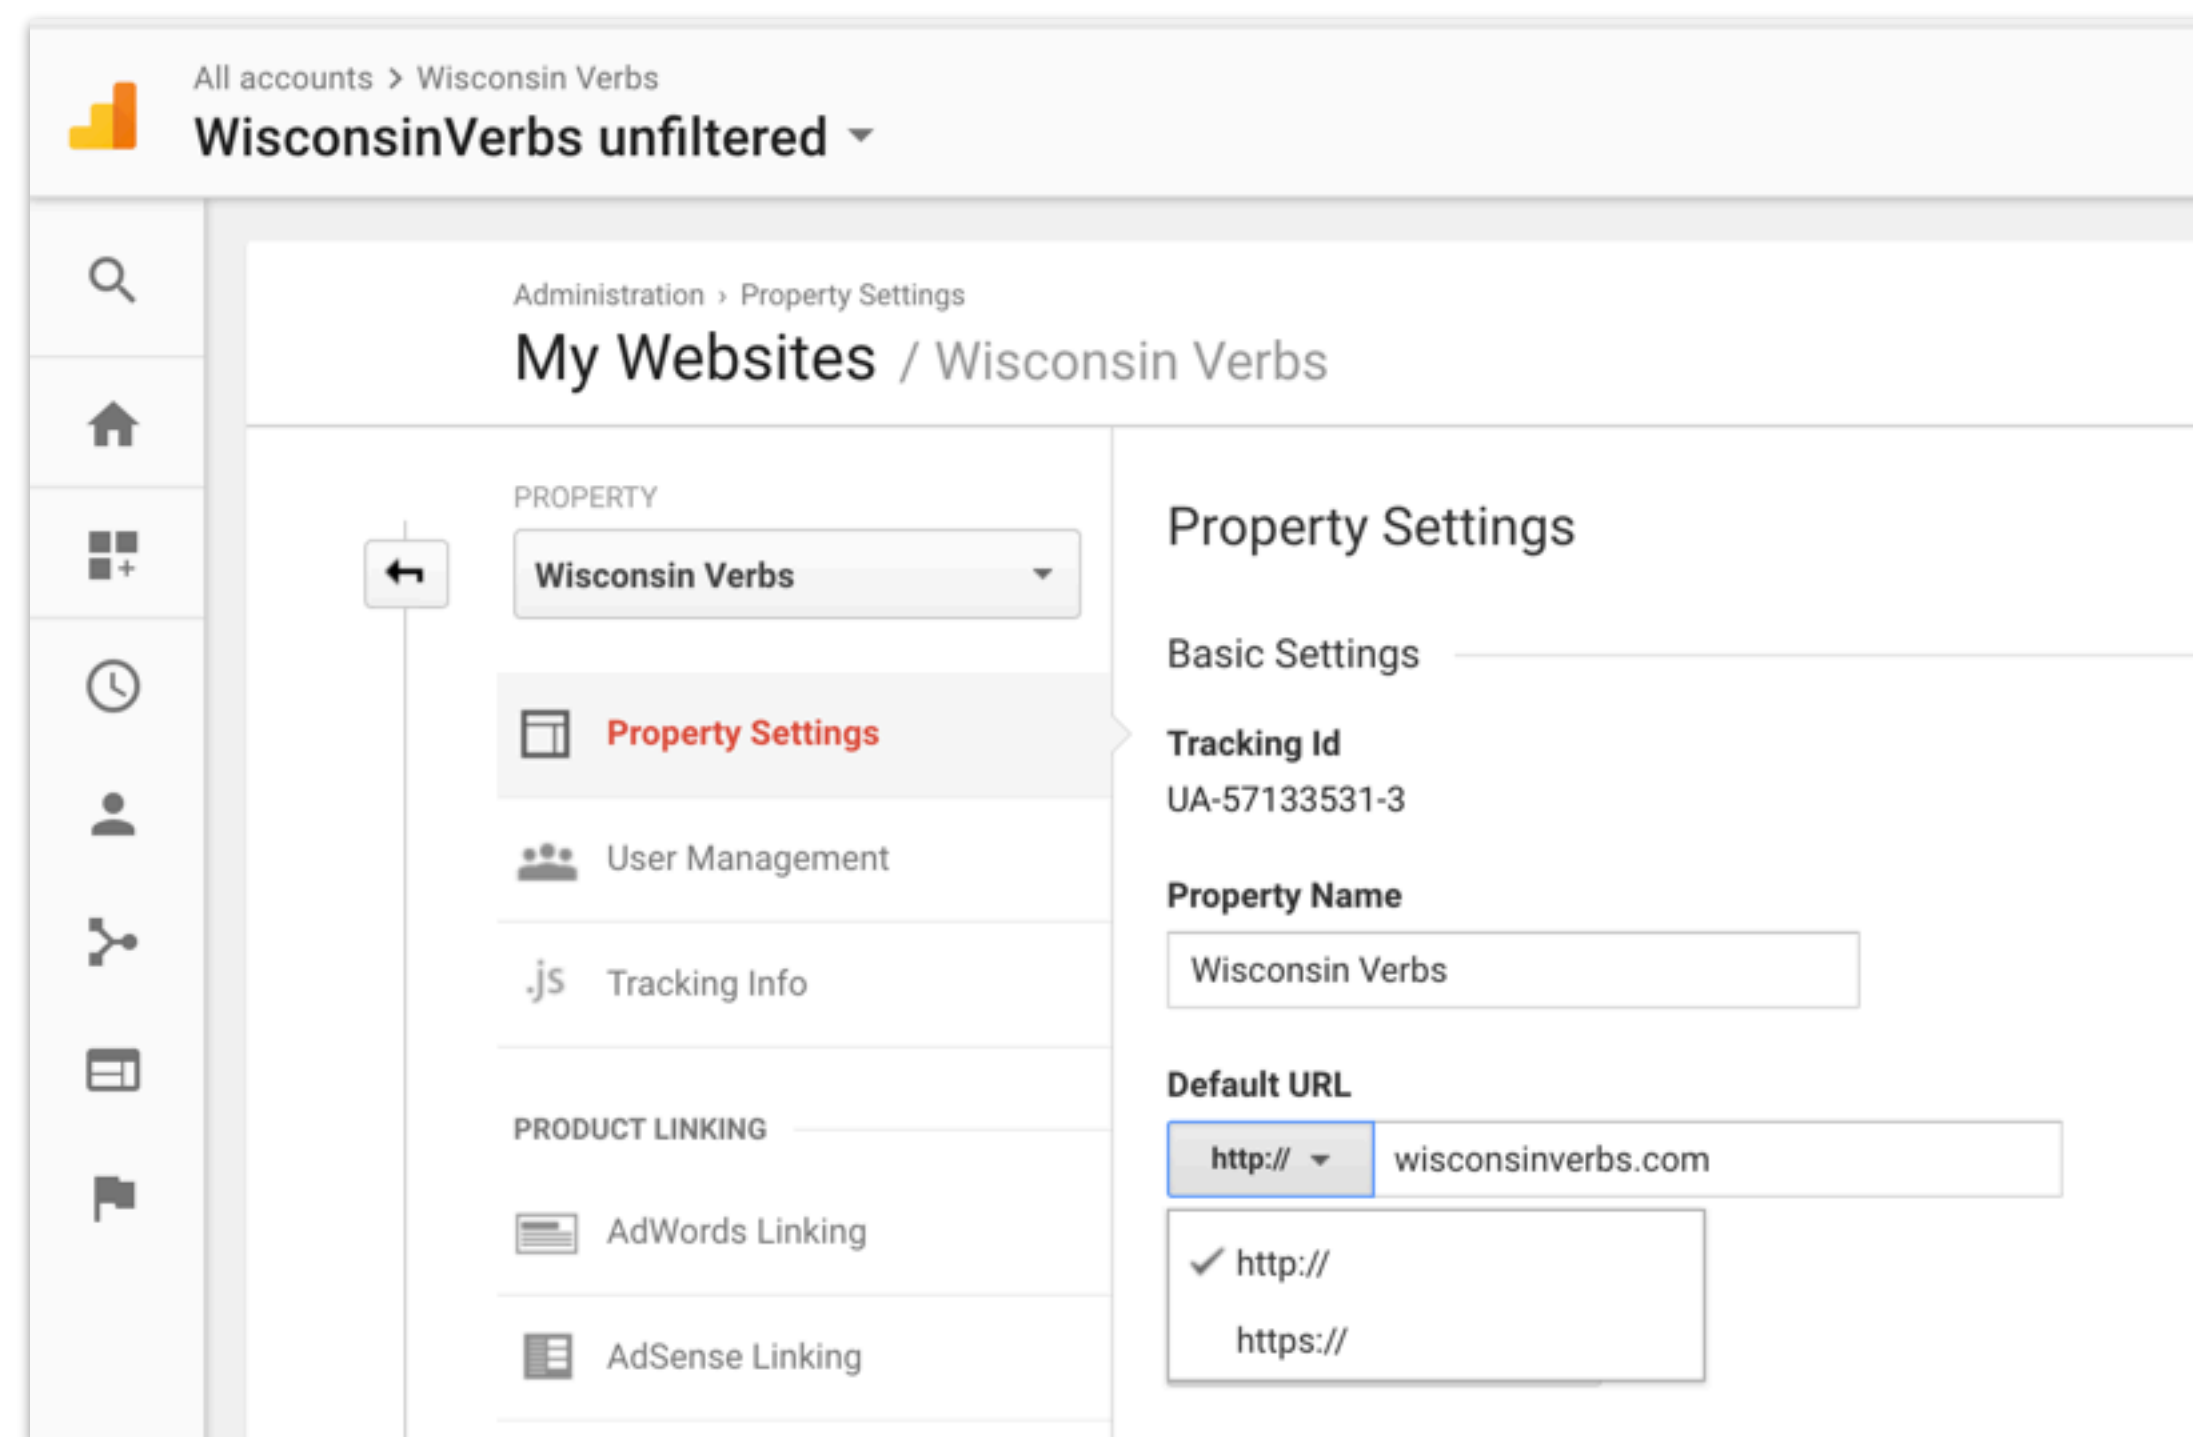 All accounts > Wisconsin Verbs
WisconsinVerbs unfiltered
Administration › Property Settings
My Websites / Wisconsin Verbs
PROPERTY
Wisconsin Verbs
Property Settings
User Management
.js Tracking Info
PRODUCT LINKING
AdWords Linking
AdSense Linking
Property Settings
Basic Settings
Tracking Id
UA-57133531-3
Property Name
Wisconsin Verbs
Default URL
http:// wisconsinverbs.com
http://
https://